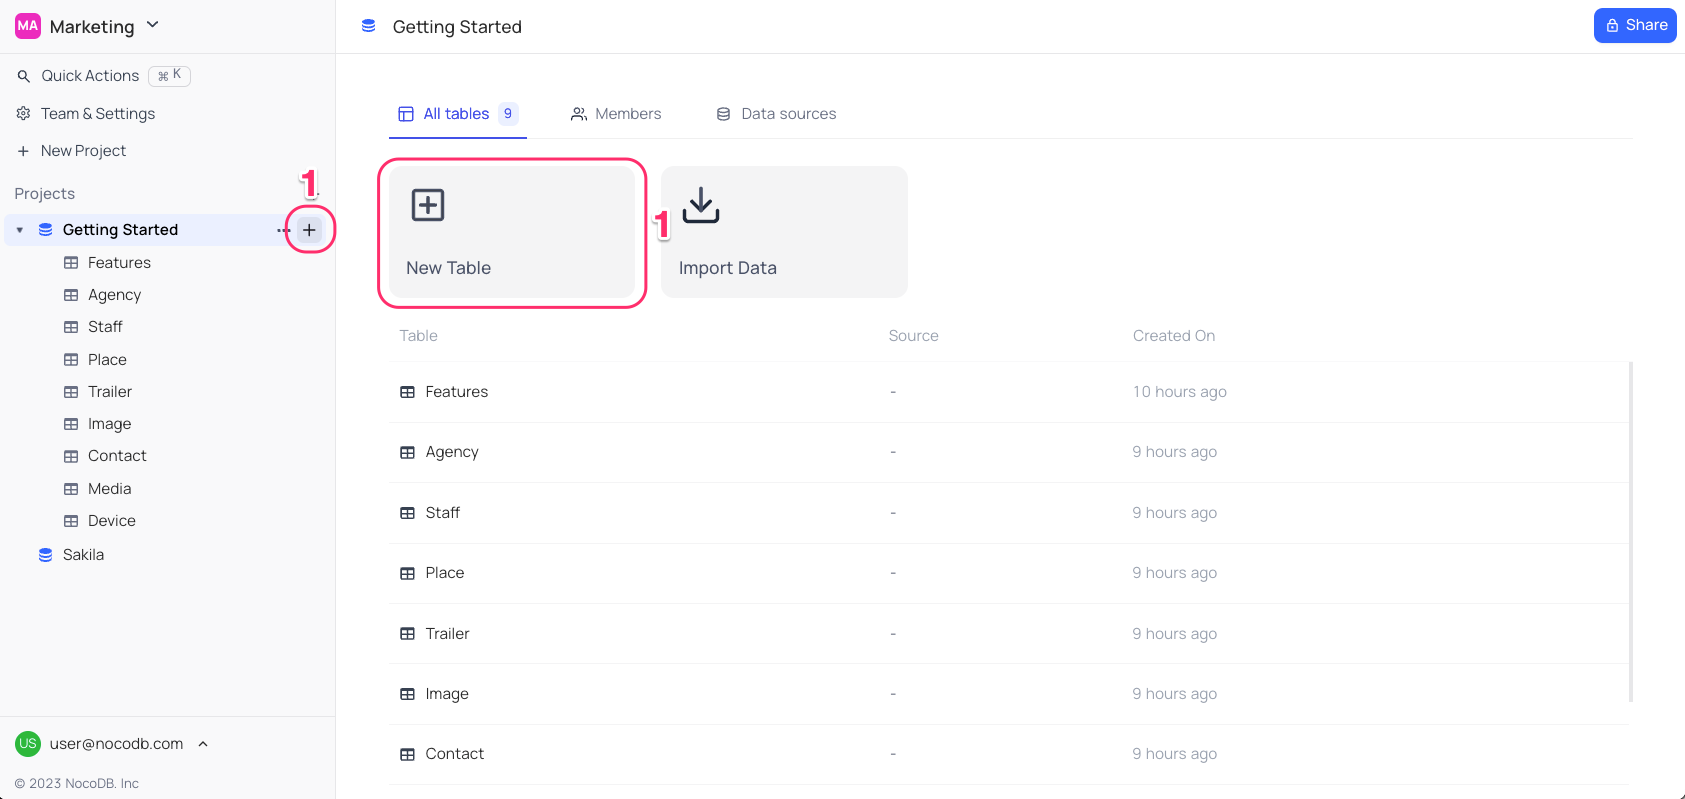 MA Marketing
Quick Actions ⌘ K
Team & Settings
+ New Project
Projects
1
Getting Started
Features
Agency
Staff
Place
Trailer
Image
Contact
Media
Device
Sakila
US user@nocodb.com
© 2023 NocoDB. Inc
Getting Started
Share
All tables 9
Members
Data sources
New Table
1
Import Data
Table Source Created On
Features - 10 hours ago
Agency - 9 hours ago
Staff - 9 hours ago
Place - 9 hours ago
Trailer - 9 hours ago
Image - 9 hours ago
Contact - 9 hours ago